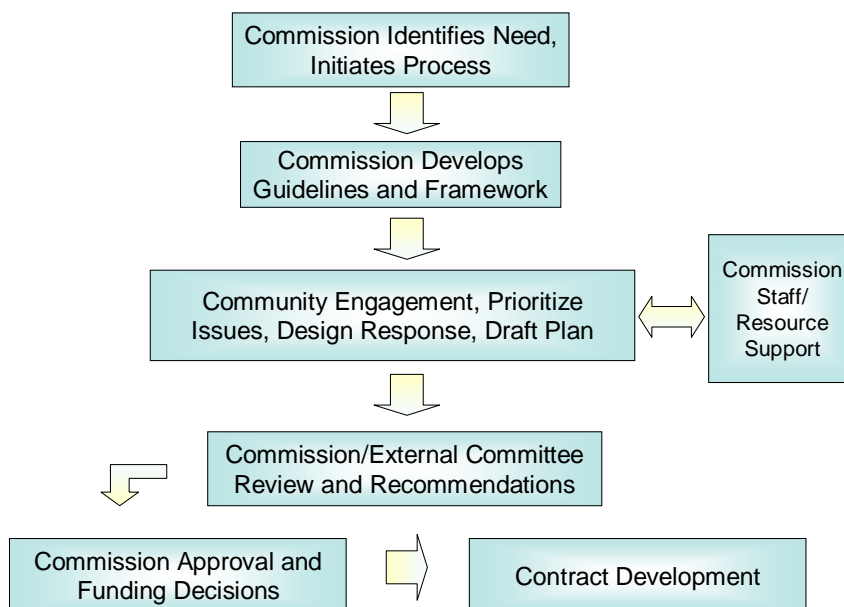 Commission Identifies Need,
Initiates Process
Commission Develops
Guidelines and Framework
Community Engagement, Prioritize
Issues, Design Response, Draft Plan
Commission
Staff/
Resource
Support
Commission/External Committee
Review and Recommendations
Commission Approval and
Funding Decisions
Contract Development